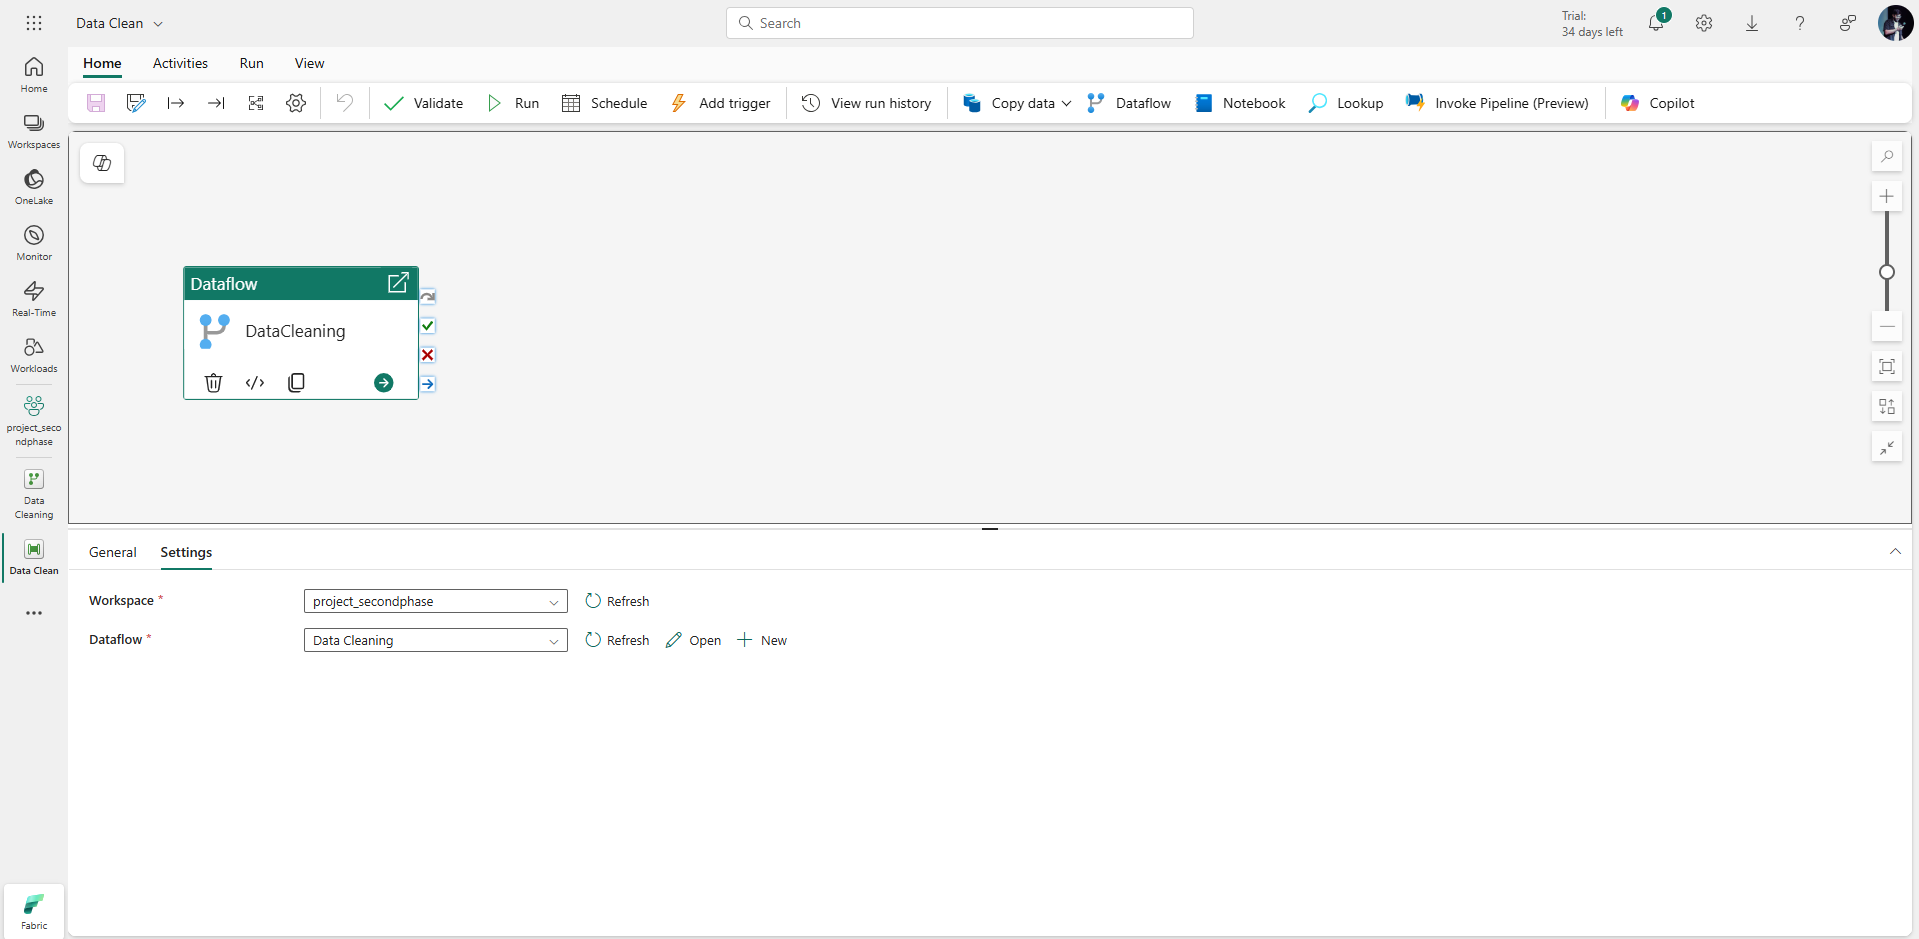 Data Clean
Search
Trial:
34 days left
1
Home
Activities
Run
View
Validate
Run
Schedule
Add trigger
View run history
Copy data
Dataflow
Notebook
Lookup
Invoke Pipeline (Preview)
Copilot
Home
Workspaces
OneLake
Monitor
Real-Time
Workloads
project_seco
ndphase
Data
Cleaning
Data Clean
Fabric
Dataflow
DataCleaning
General
Settings
Workspace *
project_secondphase
Refresh
Dataflow *
Data Cleaning
Refresh
Open
New